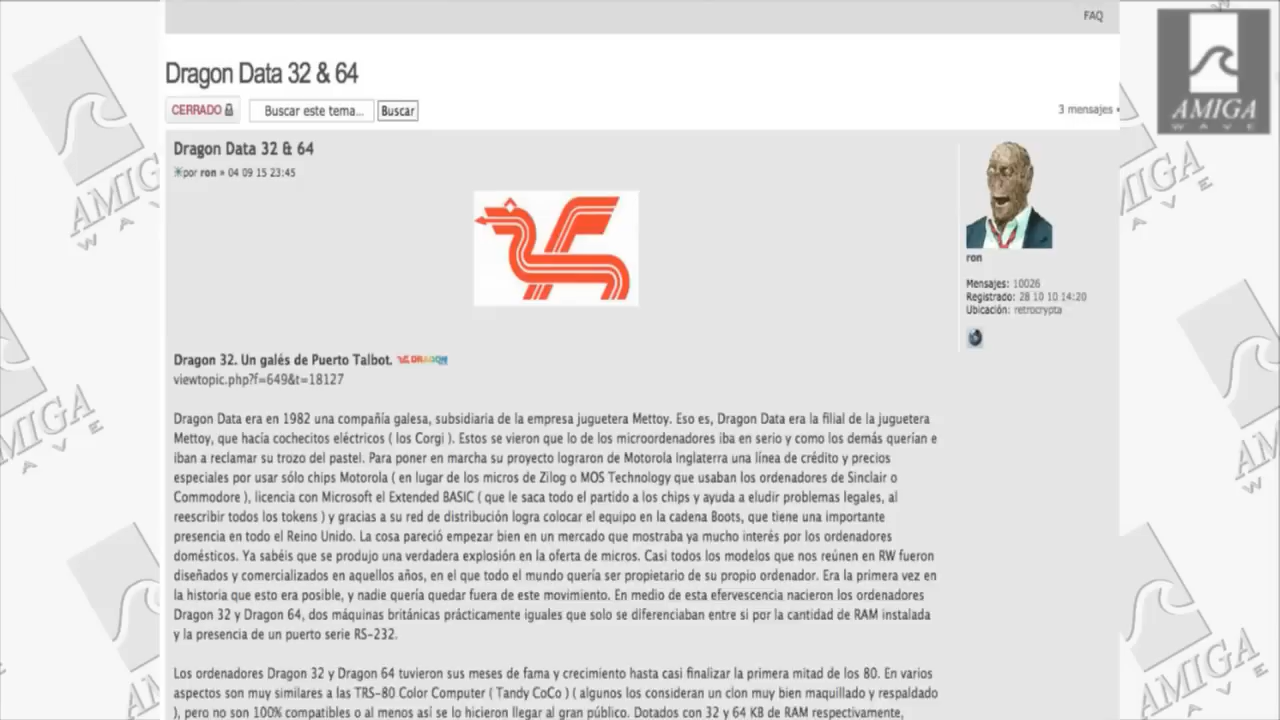 FAQ
Dragon Data 32 & 64
CERRADO
Buscar este tema...
Buscar
3 mensajes •
AMIGA
WAVE
Dragon Data 32 & 64
por ron » 04 09 15 23:45
ron
Mensajes: 10026
Registrado: 28 10 10 14:20
Ubicación: retrocrypta
Dragon 32. Un galés de Puerto Talbot. DRAGON
viewtopic.php?f=649&t=18127
Dragon Data era en 1982 una compañía galesa, subsidiaria de la empresa juguetera Mettoy. Eso es, Dragon Data era la filial de la juguetera
Mettoy, que hacía cochecitos eléctricos ( los Corgi ). Estos se vieron que lo de los microordenadores iba en serio y como los demás querían e
iban a reclamar su trozo del pastel. Para poner en marcha su proyecto lograron de Motorola Inglaterra una línea de crédito y precios
especiales por usar sólo chips Motorola ( en lugar de los micros de Zilog o MOS Technology que usaban los ordenadores de Sinclair o
Commodore ), licencia con Microsoft el Extended BASIC ( que le saca todo el partido a los chips y ayuda a eludir problemas legales, al
reescribir todos los tokens ) y gracias a su red de distribución logra colocar el equipo en la cadena Boots, que tiene una importante
presencia en todo el Reino Unido. La cosa pareció empezar bien en un mercado que mostraba ya mucho interés por los ordenadores
domésticos. Ya sabéis que se produjo una verdadera explosión en la oferta de micros. Casi todos los modelos que nos reúnen en RW fueron
diseñados y comercializados en aquellos años, en el que todo el mundo quería ser propietario de su propio ordenador. Era la primera vez en
la historia que esto era posible, y nadie quería quedar fuera de este movimiento. En medio de esta efervescencia nacieron los ordenadores
Dragon 32 y Dragon 64, dos máquinas británicas prácticamente iguales que solo se diferenciaban entre si por la cantidad de RAM instalada
y la presencia de un puerto serie RS-232.
Los ordenadores Dragon 32 y Dragon 64 tuvieron sus meses de fama y crecimiento hasta casi finalizar la primera mitad de los 80. En varios
aspectos son muy similares a las TRS-80 Color Computer ( Tandy CoCo ) ( algunos los consideran un clon muy bien maquillado y respaldado
), pero no son 100% compatibles o al menos así se lo hicieron llegar al gran público. Dotados con 32 y 64 KB de RAM respectivamente,
AMIGA
WAVE
AMIGA
WAVE
AMIGA
WAVE
AMIGA
W
AMIGA
WAVE